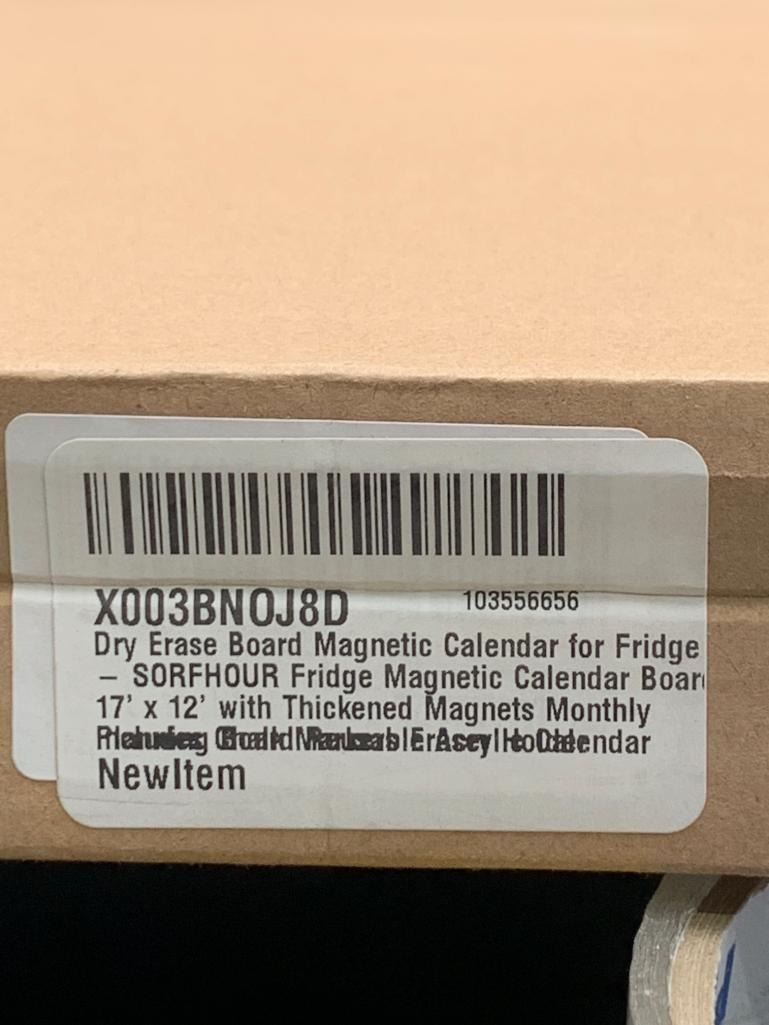 X003BNOJ8D 103556656
Dry Erase Board Magnetic Calendar for Fridge
– SORFHOUR Fridge Magnetic Calendar Boar
17' x 12' with Thickened Magnets Monthly
Calendar
NewItem